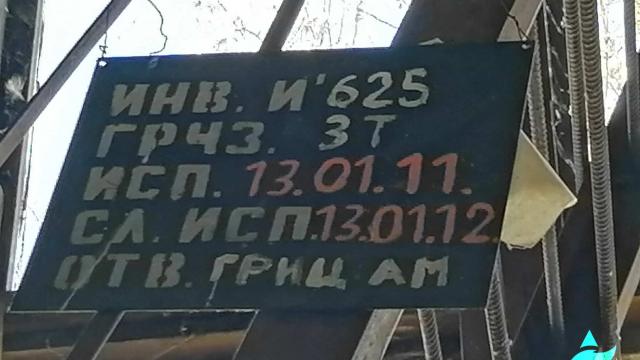 ИНВ. И'625
ГРЧЗ. 3Т
ИСП. 13.01.11.
СЛ. ИСП.13.01.12.
ОТВ. ГРИЦ АМ